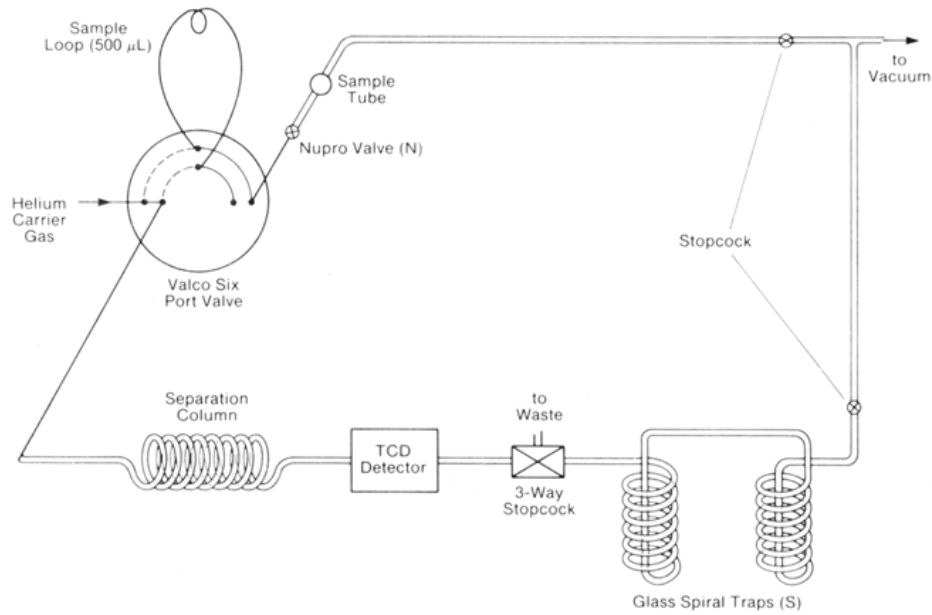 Sample
Loop (500 µL)
Sample
Tube
Nupro Valve (N)
to
Vacuum
Helium
Carrier
Gas
Stopcock
Valco Six
Port Valve
Separation
Column
TCD
Detector
to
Waste
3-Way
Stopcock
Glass Spiral Traps (S)